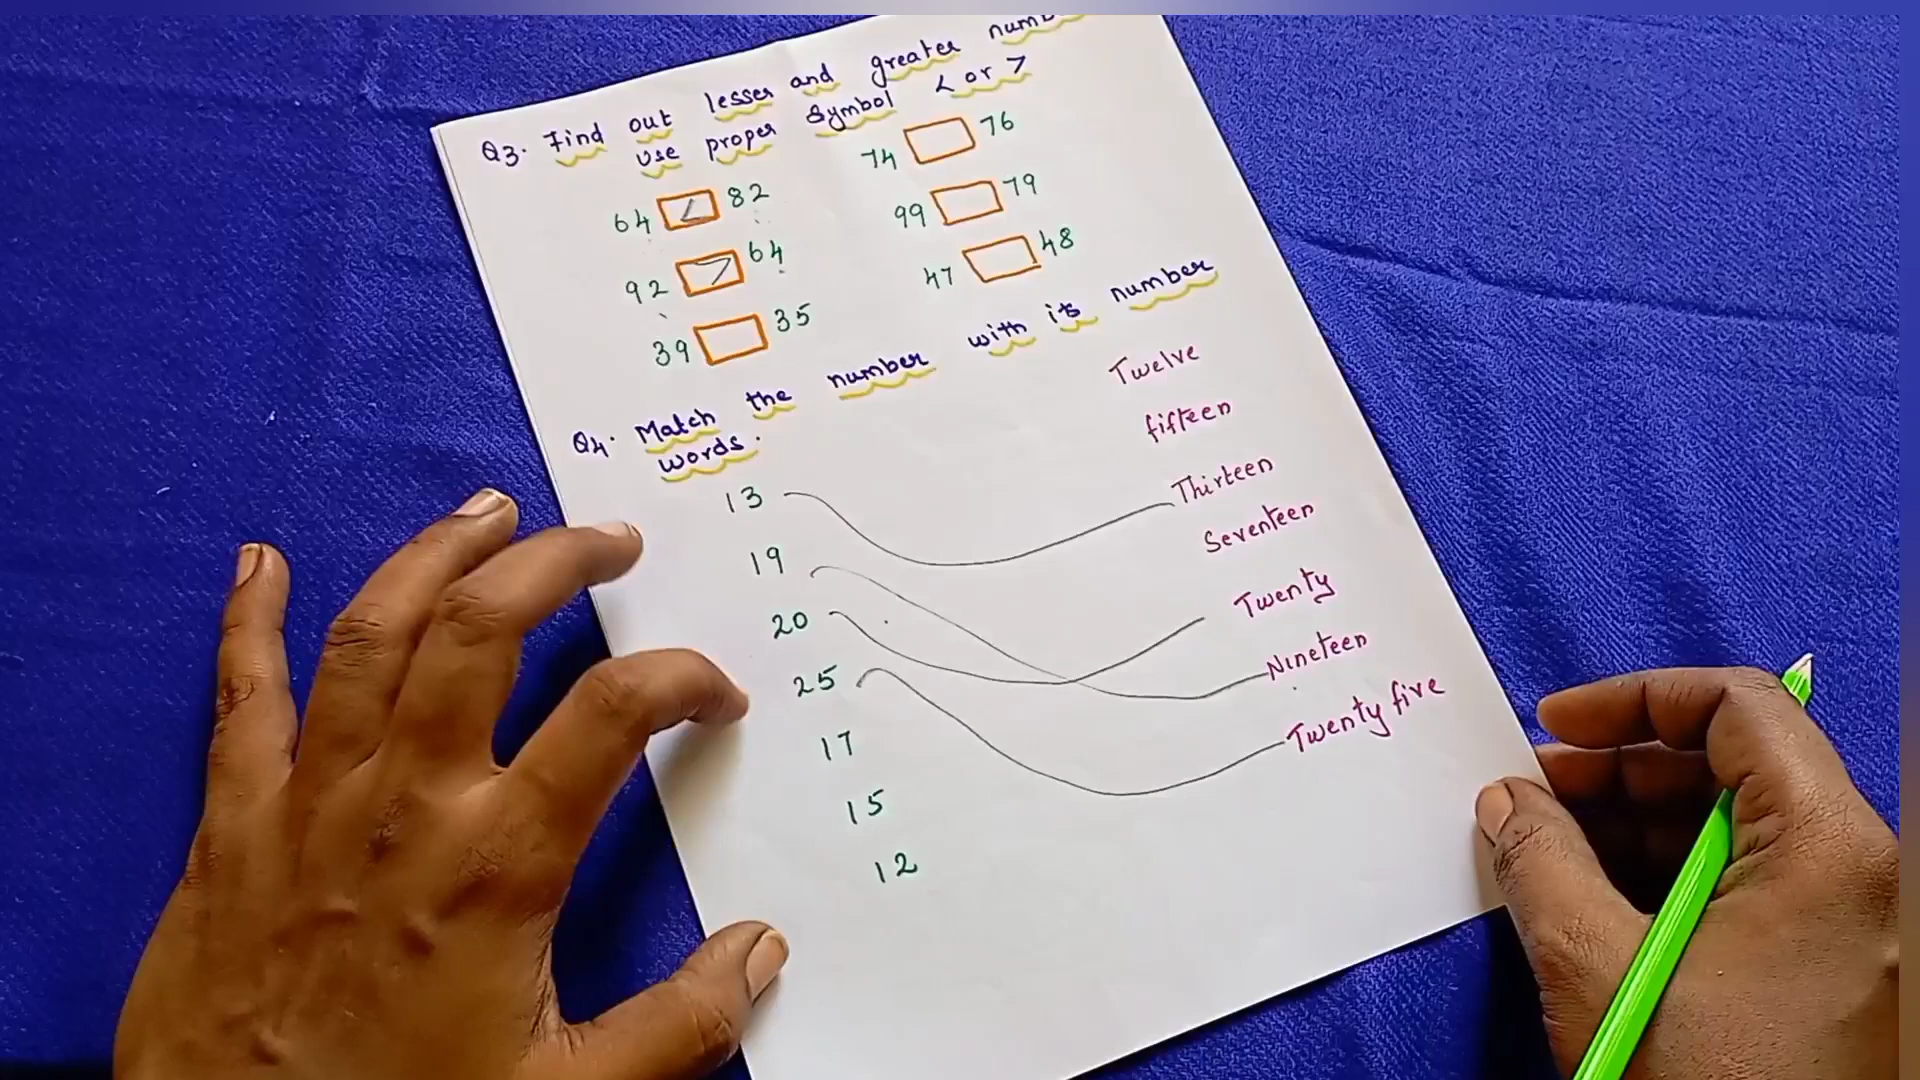 Q3. Find out lesser and greater
use proper symbol < or >
64 < 82
74 76
92 > 64
99 79
39 35
47 48
Q4. Match the number with its number
words.
13
19
20
25
17
15
12
Twelve
fifteen
Thirteen
Seventeen
Twenty
Nineteen
Twenty five